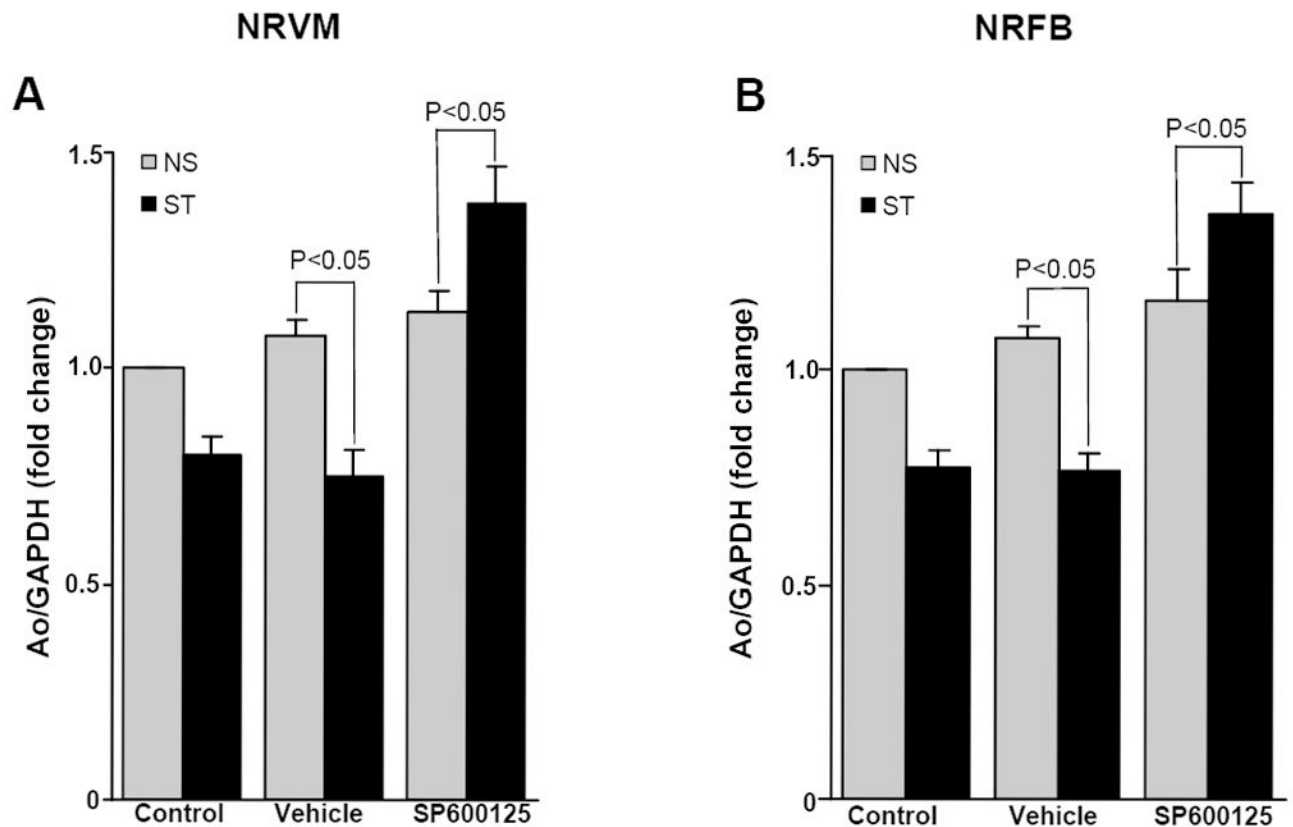 NRVM
A
P<0.05
1.5
NS
ST
P<0.05
Ao/GAPDH (fold change)
1.0
0.5
0
Control Vehicle SP600125
NRFB
B
P<0.05
1.5
NS
ST
P<0.05
Ao/GAPDH (fold change)
1.0
0.5
0
Control Vehicle SP600125